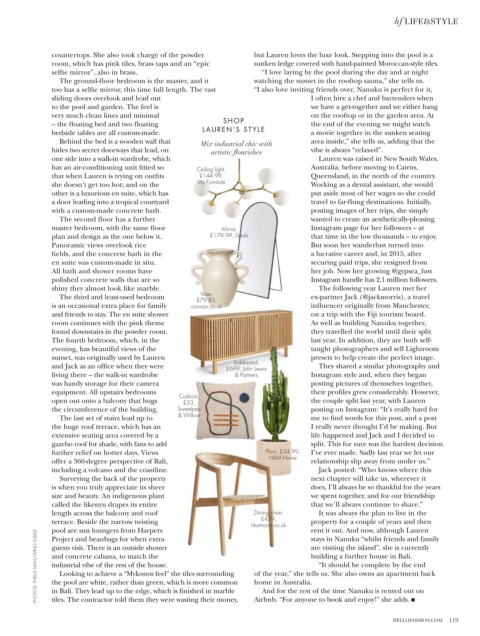 hf LIFE&STYLE
countertops. She also took charge of the powder
room, which has pink tiles, brass taps and an “epic
selfie mirror”, also in brass.
The ground-floor bedroom is the master, and it
too has a selfie mirror, this time full length. The vast
sliding doors overlook and lead out
to the pool and garden. The feel is
very much clean lines and minimal
– the floating bed and two floating
bedside tables are all custom-made.
Behind the bed is a wooden wall that
hides two secret doorways that lead, on
one side into a walk-in wardrobe, which
has an air-conditioning unit fitted so
that when Lauren is trying on outfits
she doesn’t get too hot; and on the
other is a luxurious en suite, which has
a door leading into a tropical courtyard
with a custom-made concrete bath.
The second floor has a further
master bedroom, with the same floor
plan and design as the one below it.
Panoramic views overlook rice
fields, and the concrete bath in the
en suite was custom-made in situ.
All bath and shower rooms have
polished concrete walls that are so
shiny they almost look like marble.
The third and least-used bedroom
is an occasional extra place for family
and friends to stay. The en suite shower
room continues with the pink theme
found downstairs in the powder room.
The fourth bedroom, which, in the
evening, has beautiful views of the
sunset, was originally used by Lauren
and Jack as an office when they were
living there – the walk-in wardrobe
was handy storage for their camera
equipment. All upstairs bedrooms
open out onto a balcony that hugs
the circumference of the building.
The last set of stairs lead up to
the huge roof terrace, which has an
extensive seating area covered by a
gazebo roof for shade, with fans to add
further relief on hotter days. Views
offer a 360-degree perspective of Bali,
including a volcano and the coastline.
Surveying the back of the property
is when you truly appreciate its sheer
size and beauty. An indigenous plant
called the likenyu drapes its entire
length across the balcony and roof
terrace. Beside the narrow twisting
pool are sun loungers from Harpers
Project and beanbags for when extra
guests visit. There is an outside shower
and concrete cabana, to match the
industrial vibe of the rest of the house.
Looking to achieve a “Mykonos feel” the tiles surrounding
the pool are white, rather than green, which is more common
in Bali. They lead up to the edge, which is finished in marble
tiles. The contractor told them they were wasting their money,
SHOP
LAUREN’S STYLE
Mix industrial chic with
artistic flourishes
Ceiling light,
£144.99,
My Furniture
Mirror,
£179.99, Dwells
Vase,
£79.83,
connox.co.uk
Sideboard,
£699, John Lewis
& Partners
Cushion,
£53,
Sweetpea
& Willow
Plant, £34.99,
H&M Home
Dining chair,
tikamoon.co.uk
but Lauren loves the luxe look. Stepping into the pool is a
sunken ledge covered with hand-painted Moroccan-style tiles.
“I love laying by the pool during the day and at night
watching the sunset in the rooftop sauna,” she tells us.
“I also love inviting friends over, Nanuku is perfect for it,
I often hire a chef and bartenders when
we have a get-together and we either hang
on the rooftop or in the garden area. At
the end of the evening we might watch
a movie together in the sunken seating
area inside,” she tells us, adding that the
vibe is always “relaxed”.
Lauren was raised in New South Wales,
Australia, before moving to Cairns,
Queensland, in the north of the country.
Working as a dental assistant, she would
put aside most of her wages so she could
travel to far-flung destinations. Initially,
posting images of her trips, she simply
wanted to create an aesthetically-pleasing
Instagram page for her followers – at
that time in the low thousands – to enjoy.
But soon her wanderlust turned into
a lucrative career and, in 2015, after
securing paid trips, she resigned from
her job. Now her growing @gypsea_lust
Instagram handle has 2.1 million followers.
The following year Lauren met her
ex-partner Jack (@jackmorris), a travel
influencer originally from Manchester,
on a trip with the Fiji tourism board.
As well as building Nanuku together,
they travelled the world until their split
last year. In addition, they are both self-
taught photographers and sell Lightroom
presets to help create the perfect image.
They shared a similar photography and
Instagram style and, when they began
posting pictures of themselves together,
their profiles grew considerably. However,
the couple split last year, with Lauren
posting on Instagram: “It’s really hard for
me to find words for this post, and a post
I really never thought I’d be making. But
life happened and Jack and I decided to
split. This for sure was the hardest decision
I’ve ever made. Sadly last year we let our
relationship slip away from under us.”
Jack posted: “Who knows where this
next chapter will take us, wherever it
does, I’ll always be so thankful for the years
we spent together, and for our friendship
that we’ll always continue to share.”
It was always the plan to live in the
property for a couple of years and then
rent it out. And now, although Lauren
stays in Nanuku “whilst friends and family
are visiting the island”, she is currently
building a further house in Bali.
“It should be complete by the end
of the year,” she tells us. She also owns an apartment back
home in Australia.
And for the rest of the time Nanuku is rented out on
Airbnb. “For anyone to book and enjoy!” she adds. ■
HELLOFASHION.COM 119